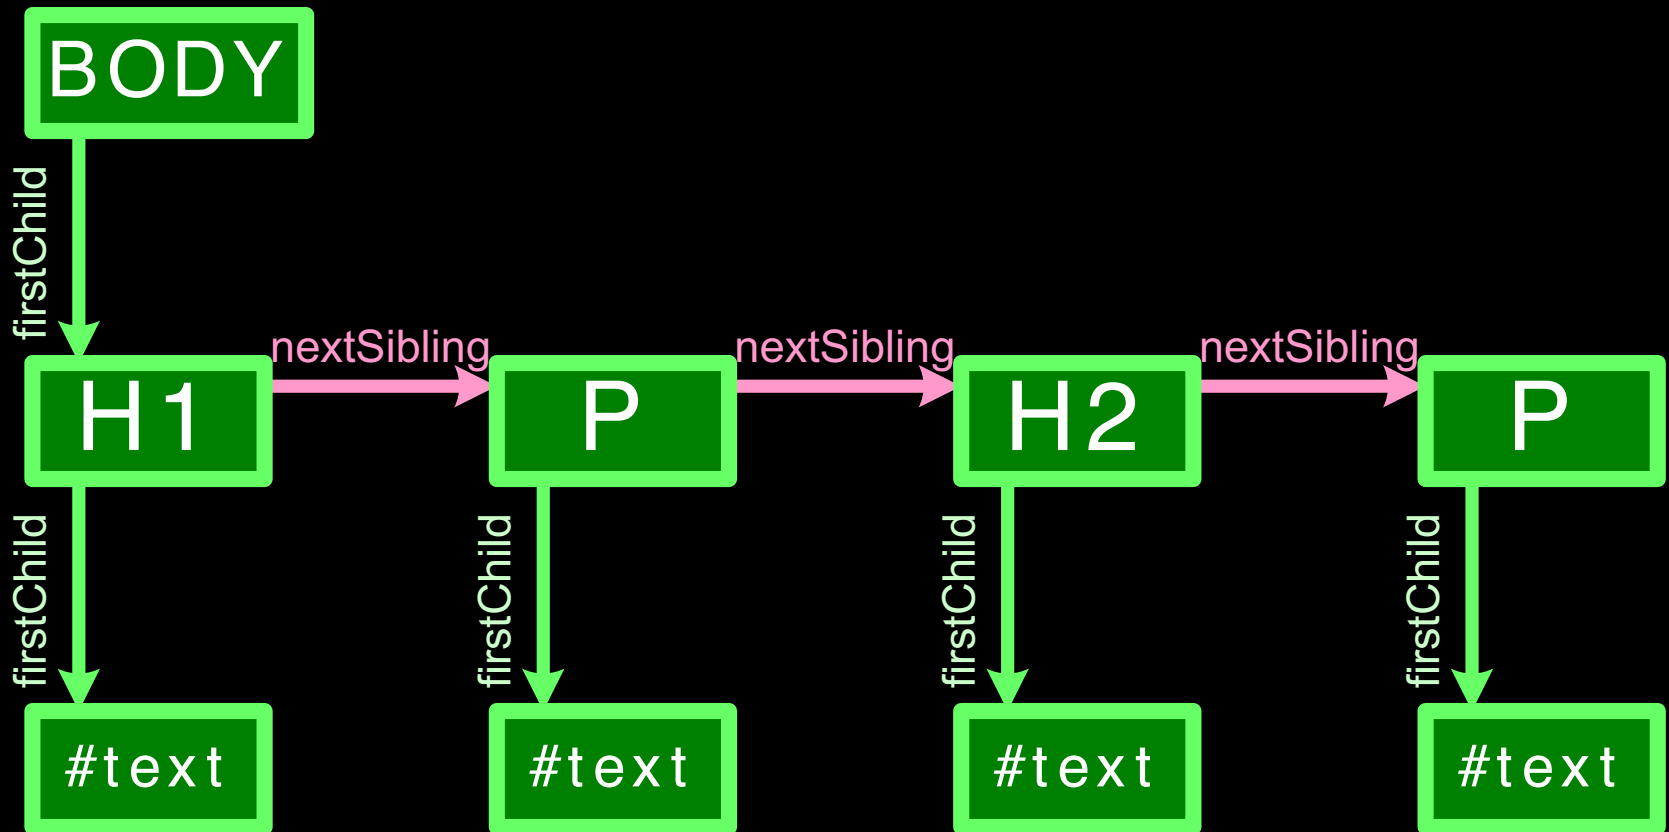 BODY
firstChild
nextSibling
nextSibling
nextSibling
H1
P
H2
P
firstChild
firstChild
firstChild
firstChild
#text
#text
#text
#text